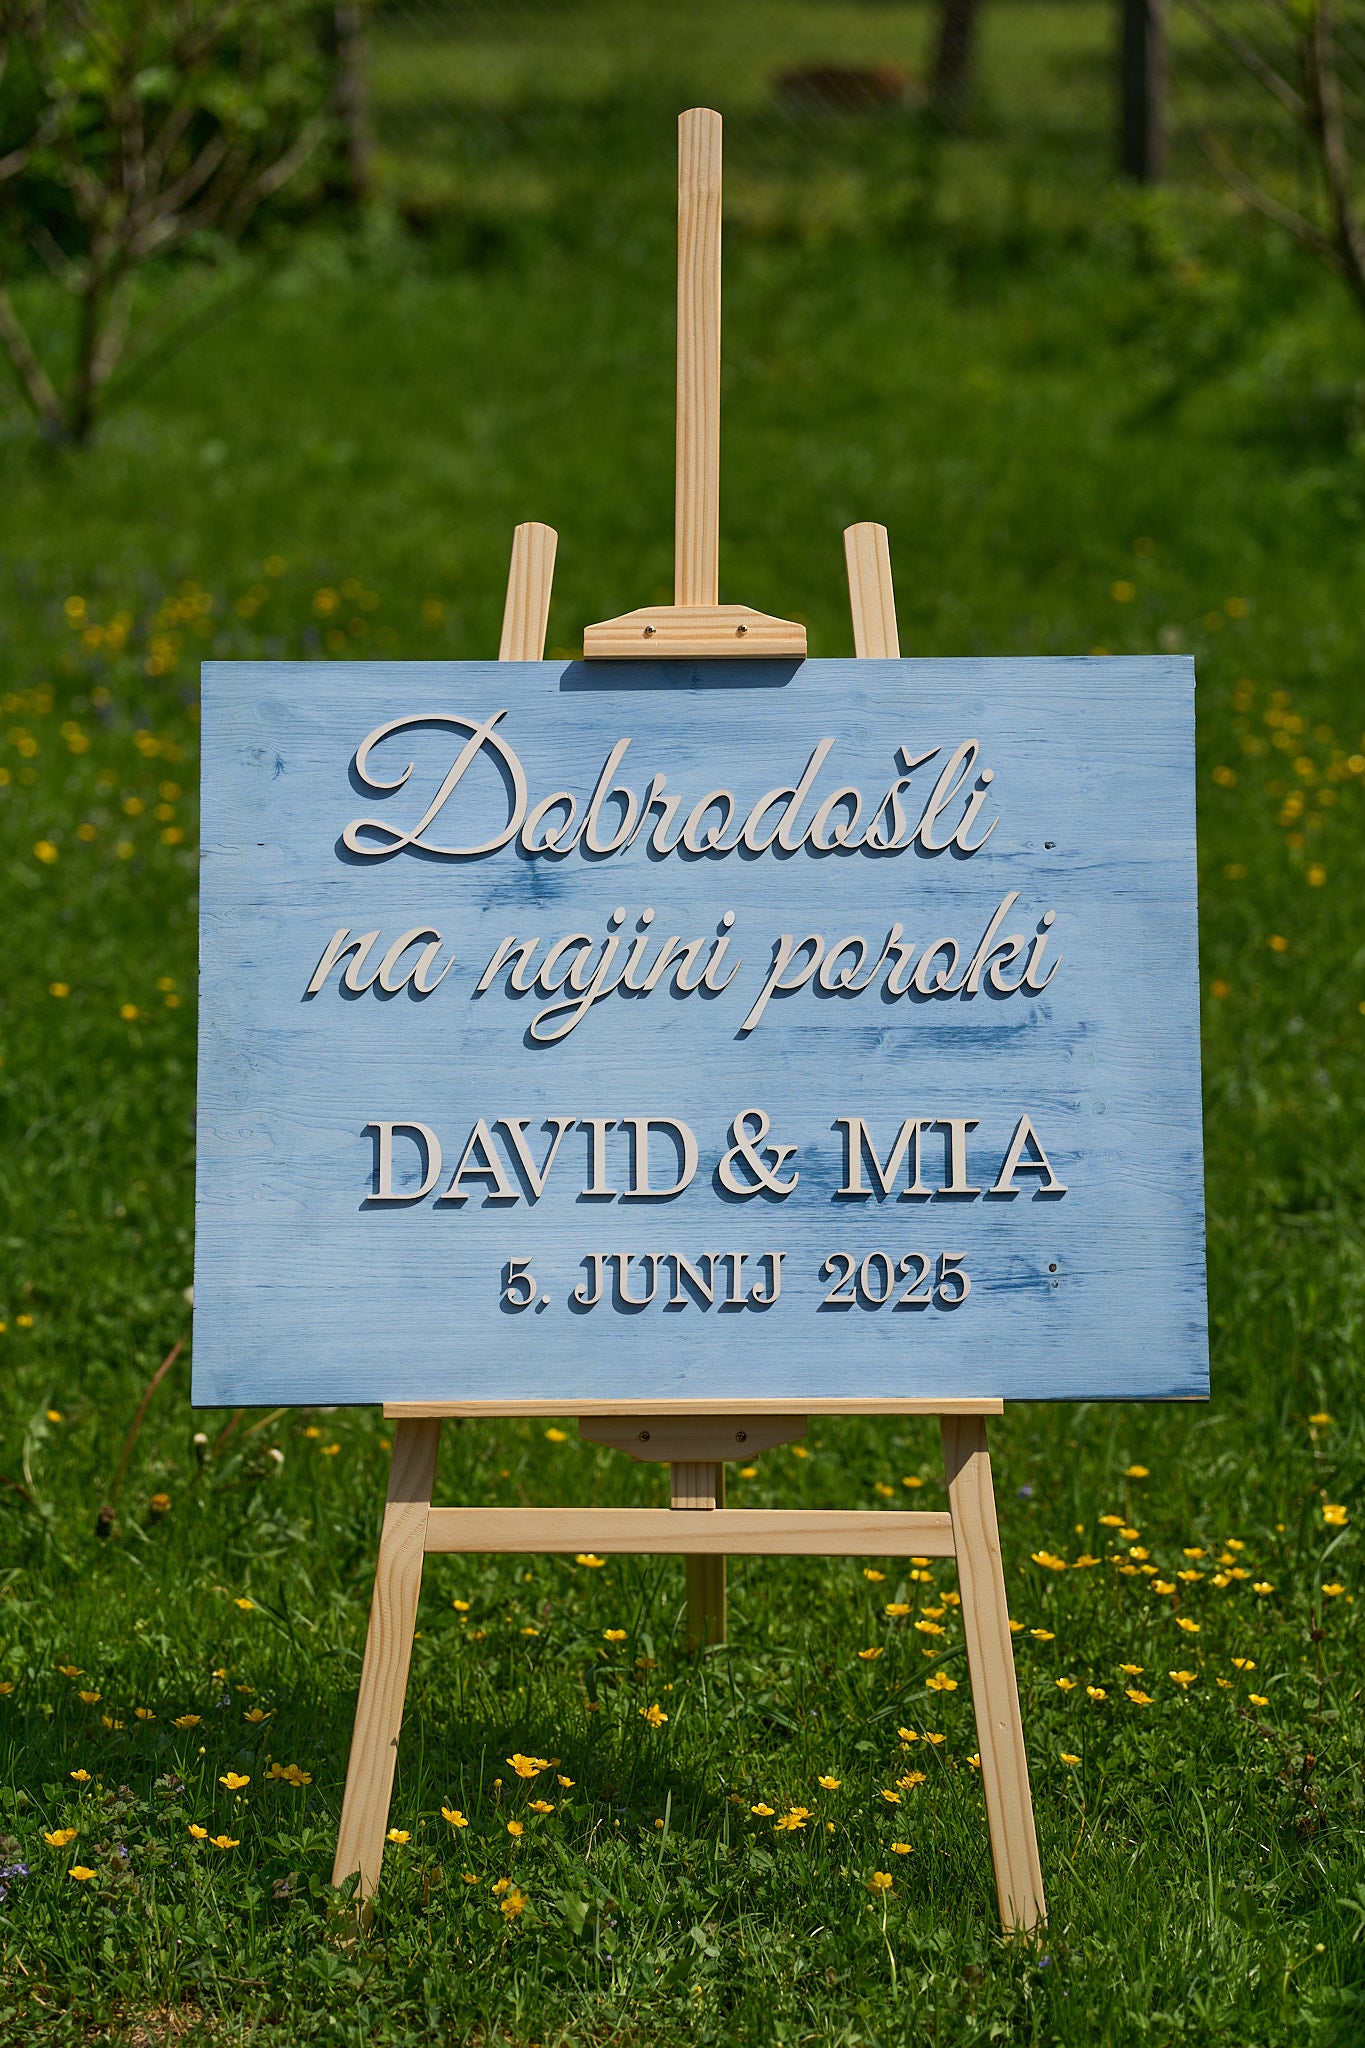 Dobrodošli
na najini poroki
DAVID & MIA
5. JUNIJ 2025